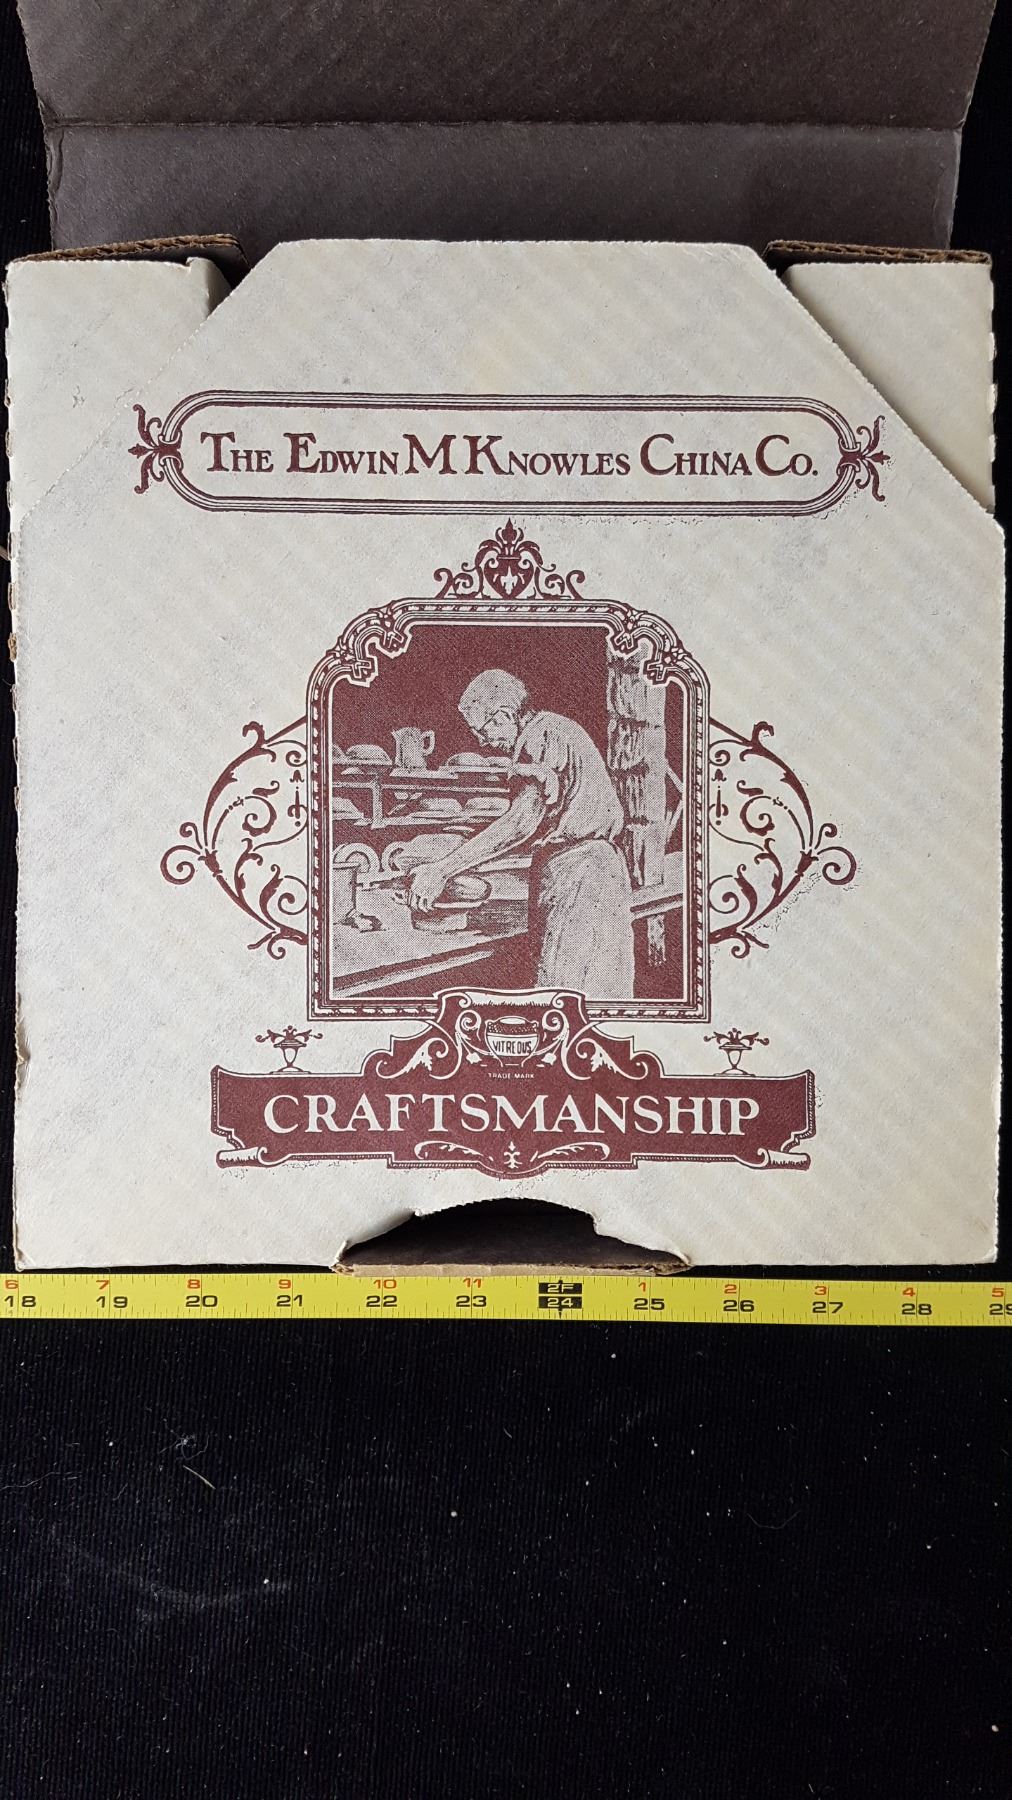 THE EDWIN M KNOWLES CHINA CO.
VITREOUS
TRADE MARK
CRAFTSMANSHIP
6 7 8 9 10 11 2F 1 2 3 4 5
18 19 20 21 22 23 24 25 26 27 28 29